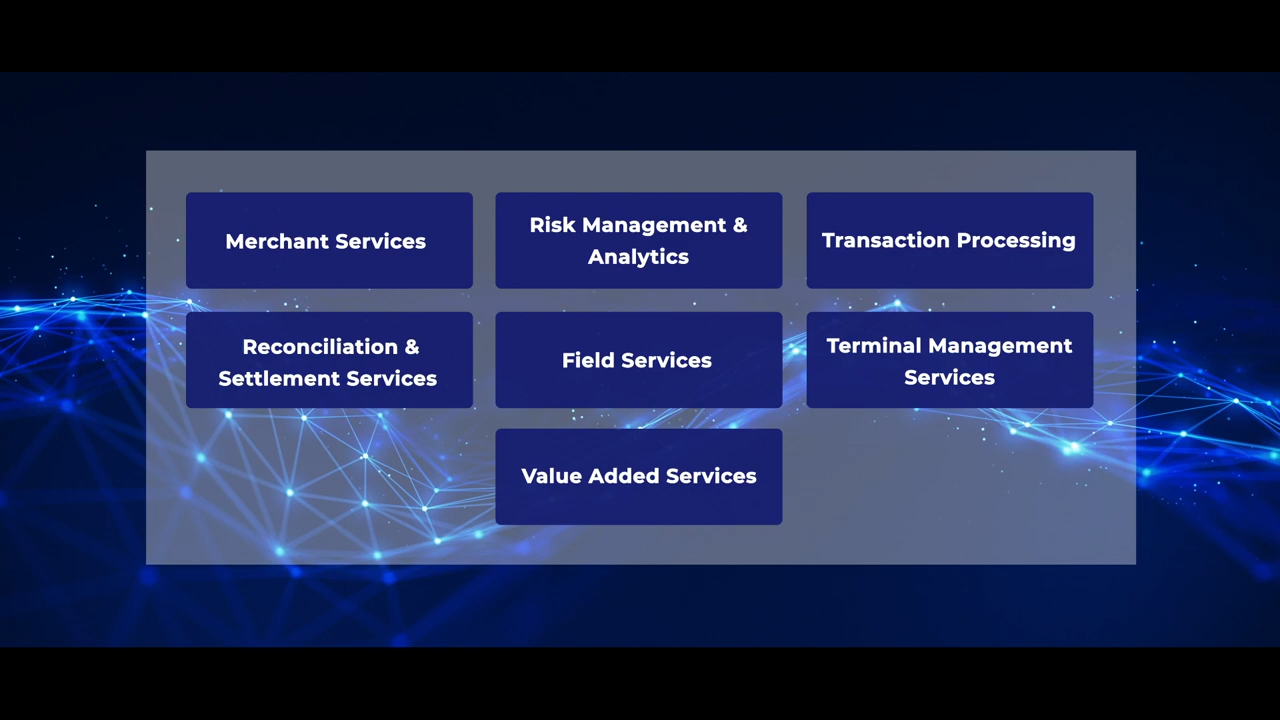 Merchant Services
Risk Management &
Analytics
Transaction Processing
Reconciliation &
Settlement Services
Field Services
Terminal Management
Services
Value Added Services